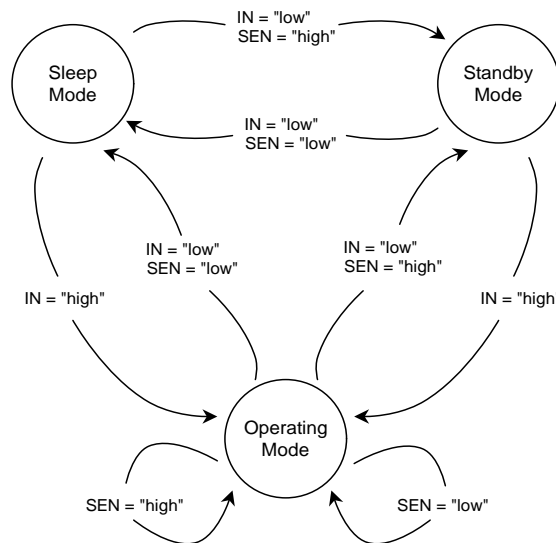 IN = "low"
SEN = "high"
Sleep
Mode
Standby
Mode
IN = "low"
SEN = "low"
IN = "low"
SEN = "low"
IN = "low"
SEN = "high"
IN = "high"
IN = "high"
Operating
Mode
SEN = "high"
SEN = "low"